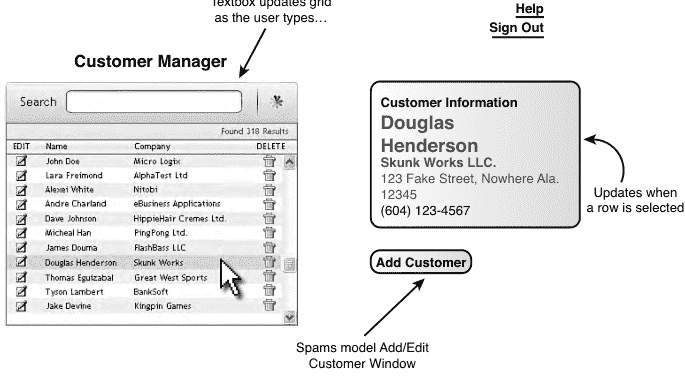 Textbox updates grid
as the user types…
Help
Sign Out
Customer Manager
Search
Found 318 Results
EDIT Name Company DELETE
John Doe Micro Logix
Lara Freimond AlphaTest Ltd
Alexei White Nitobi
Andre Charland eBusiness Applications
Dave Johnson HippieHair Cremes Ltd.
Micheal Han PingPong Ltd.
James Douma FlashBass LLC
Douglas Henderson Skunk Works
Thomas Eguizabal Great West Sports
Tyson Lambert BankSoft
Jake Devine Kingpin Games
Customer Information
Douglas
Henderson
Skunk Works LLC.
123 Fake Street, Nowhere Ala.
12345
(604) 123-4567
Updates when
a row is selected
Add Customer
Spams model Add/Edit
Customer Window